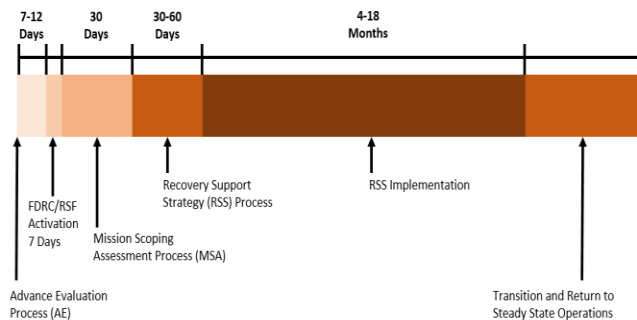 7-12
Days
30
Days
30-60
Days
4-18
Months
FDRC/RSF
Activation
7 Days
Recovery Support
Strategy (RSS) Process
RSS Implementation
Mission Scoping
Assessment Process (MSA)
Advance Evaluation
Process (AE)
Transition and Return to
Steady State Operations